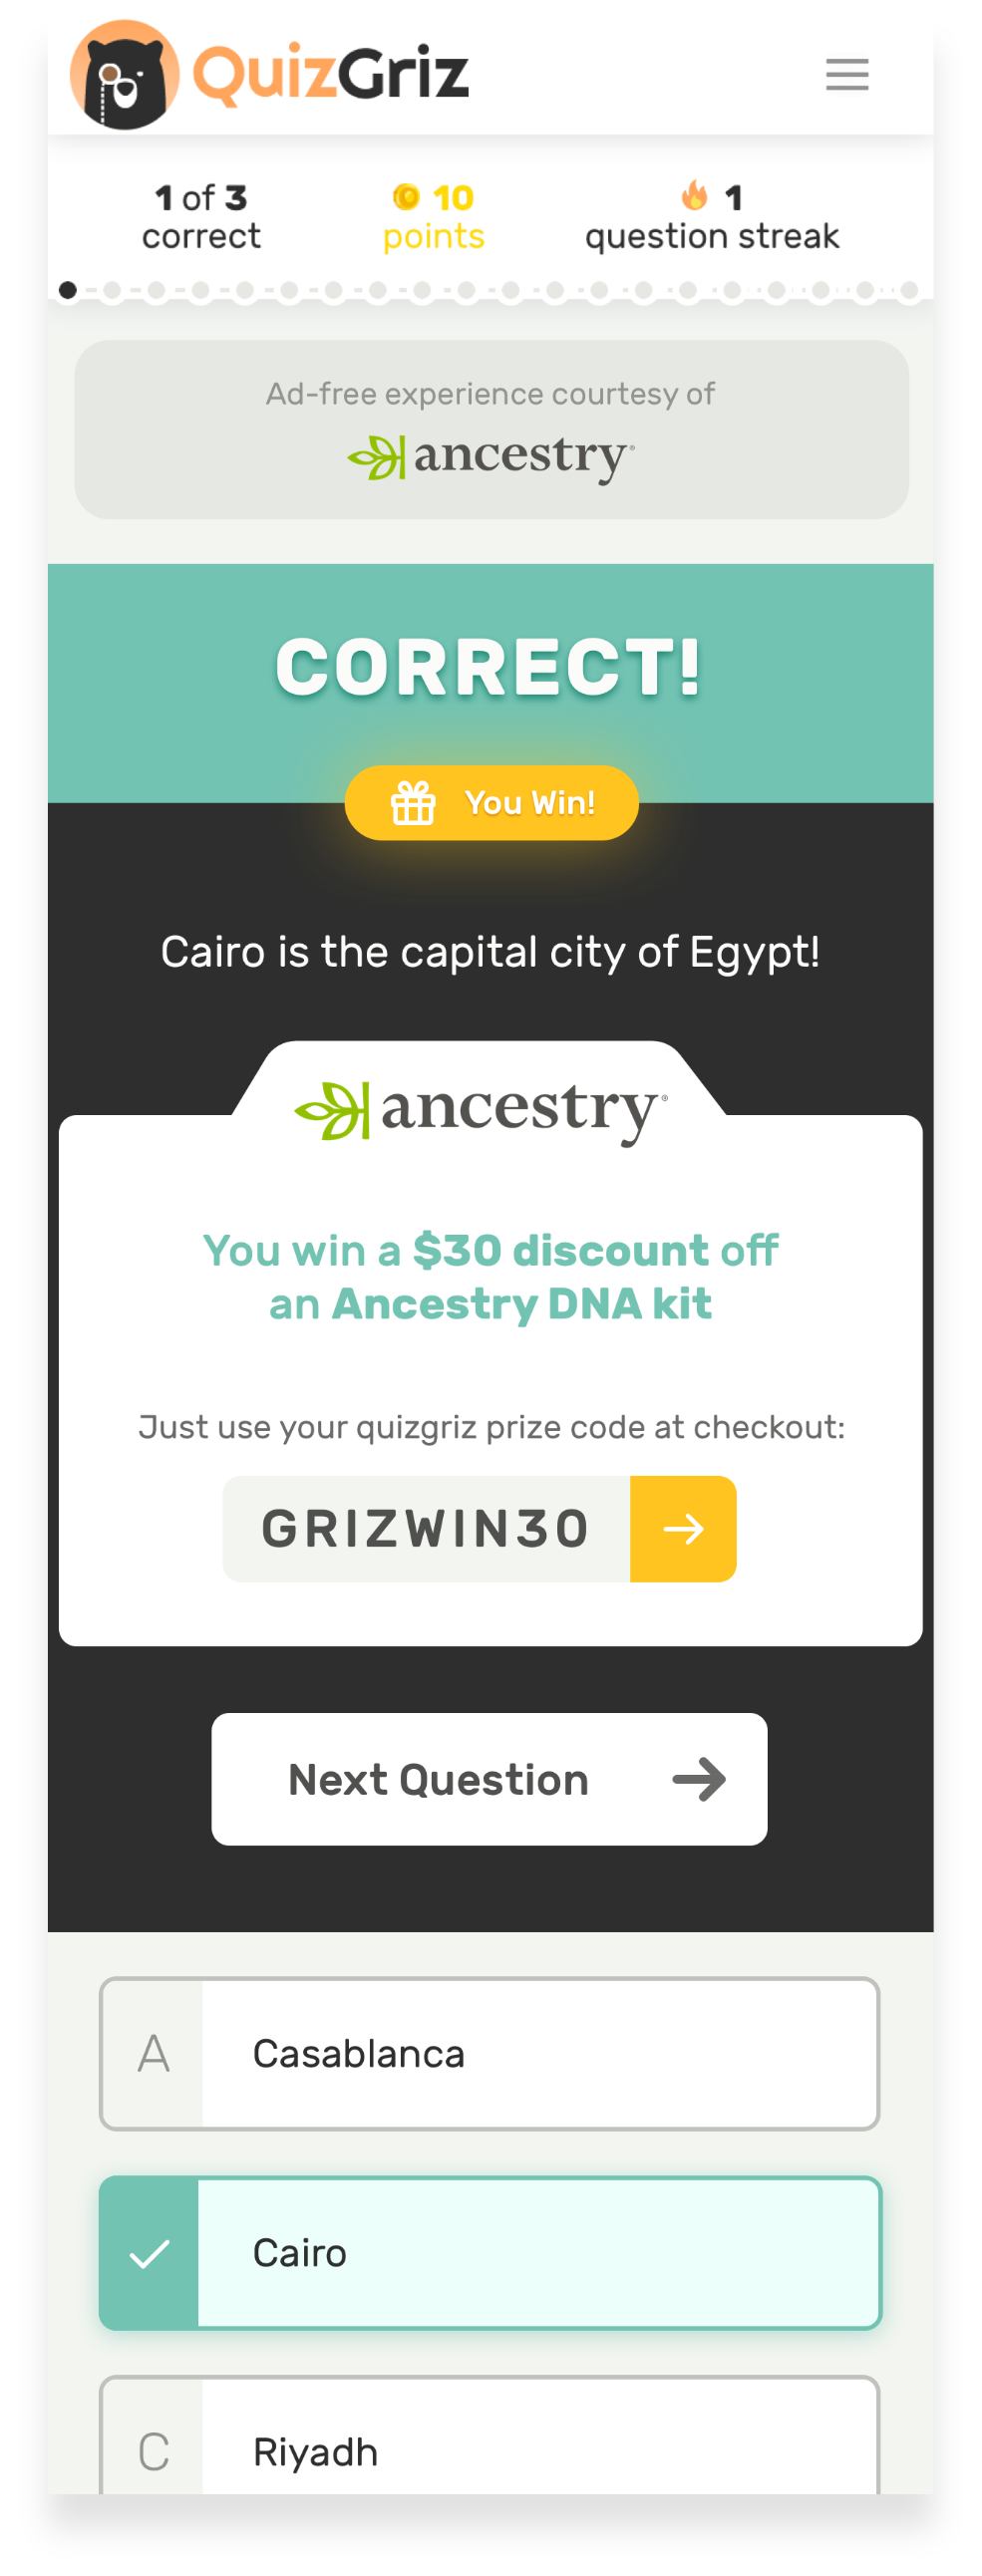 QuizGriz
1 of 3
correct
10
points
1
question streak
Ad-free experience courtesy of
ancestry®
CORRECT!
You Win!
Cairo is the capital city of Egypt!
ancestry®
You win a $30 discount off
an Ancestry DNA kit
Just use your quizgriz prize code at checkout:
GRIZWIN30
Next Question
A Casablanca
Cairo
C Riyadh